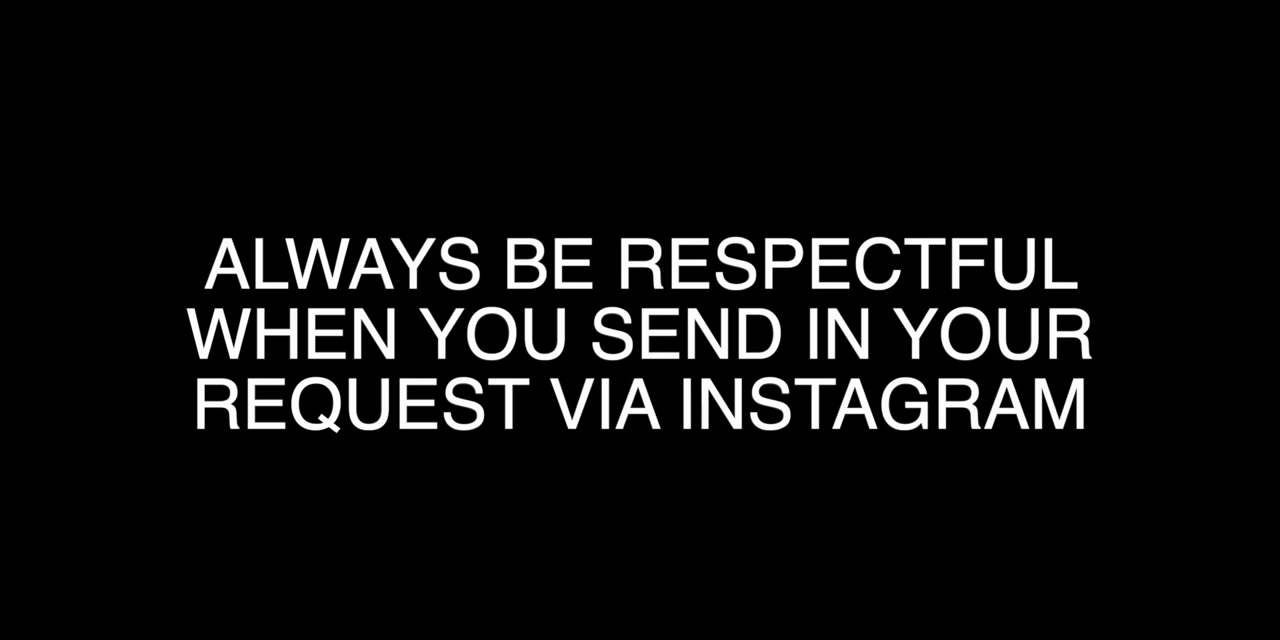 ALWAYS BE RESPECTFUL
WHEN YOU SEND IN YOUR
REQUEST VIA INSTAGRAM